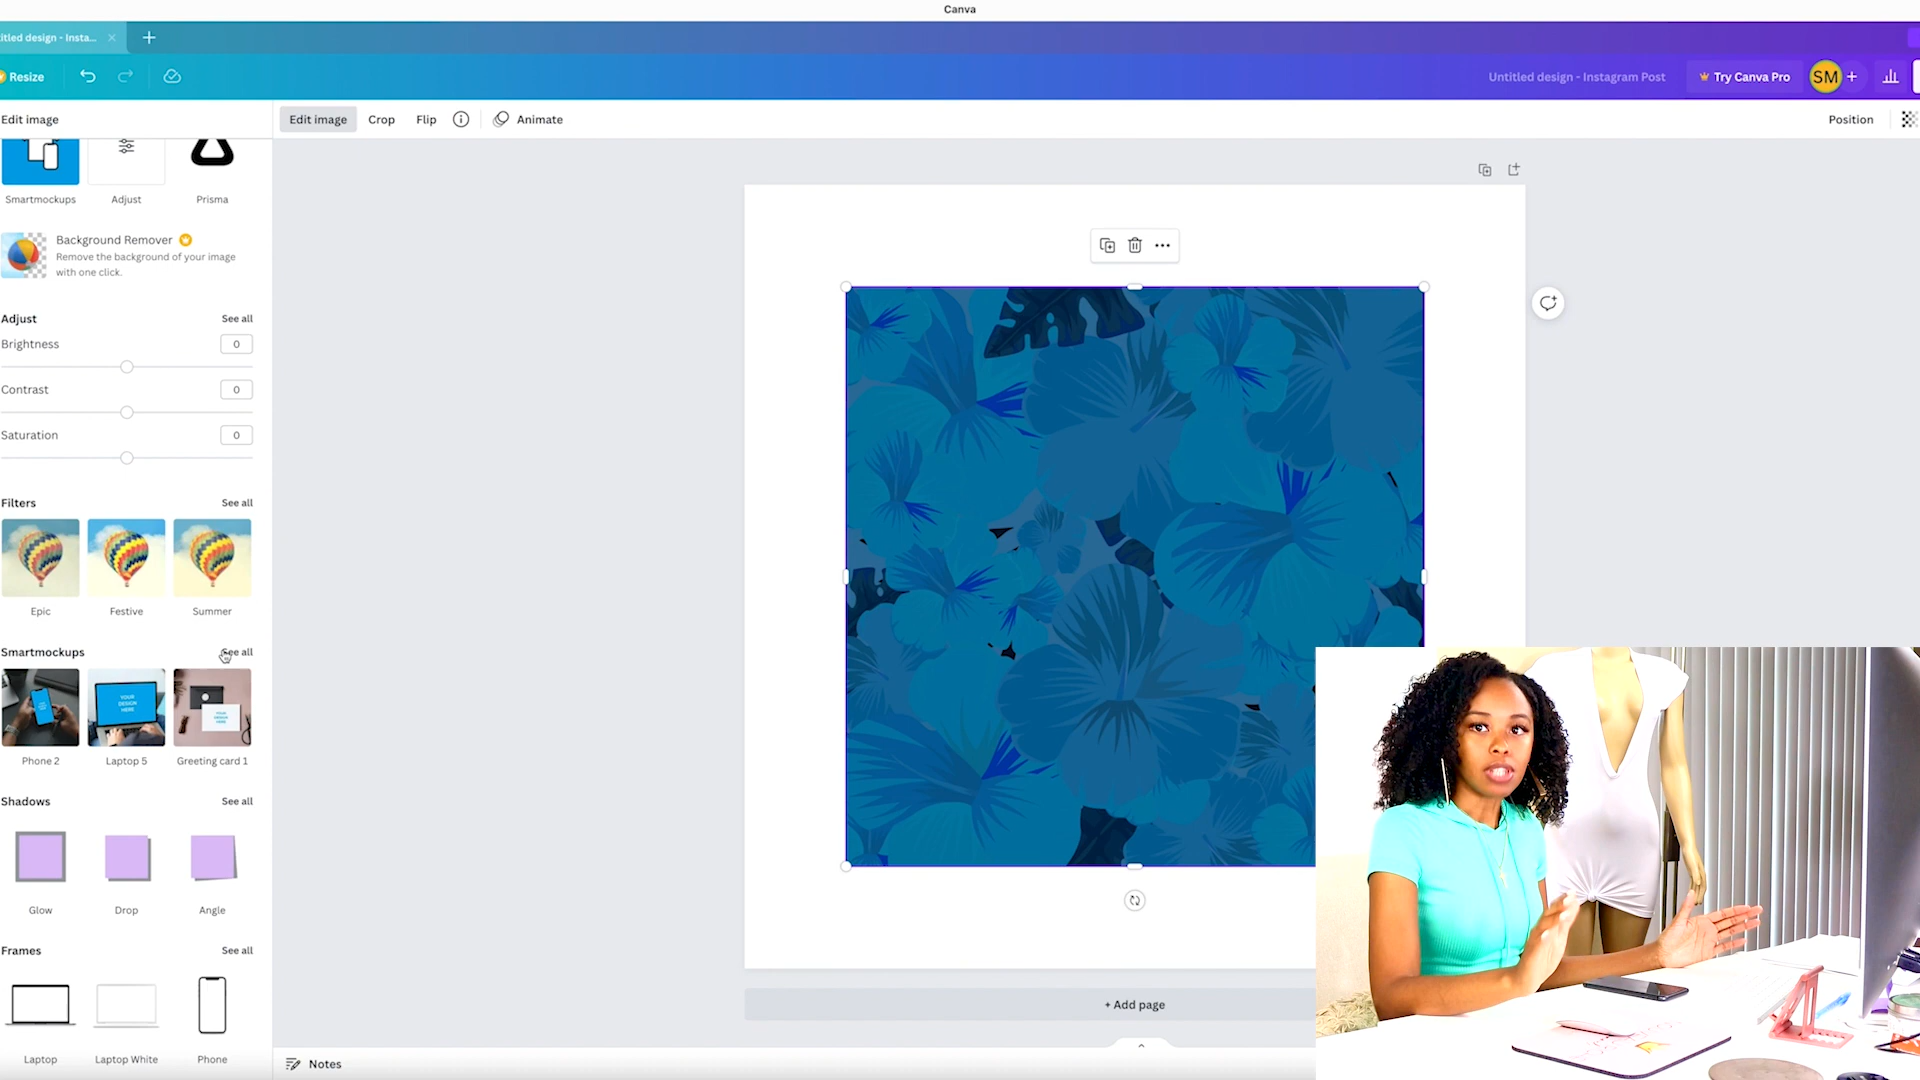 Canva
itled design - Insta...
Resize
Untitled design - Instagram Post
Try Canva Pro
SM
Edit image
Edit image
Crop
Flip
Animate
Position
Smartmockups
Adjust
Prisma
Background Remover
Remove the background of your image
with one click.
Adjust
See all
Brightness
0
Contrast
0
Saturation
0
Filters
See all
Epic
Festive
Summer
Smartmockups
See all
YOUR
DESIGN
HERE
Phone 2
Laptop 5
Greeting card 1
Shadows
See all
Glow
Drop
Angle
Frames
See all
Laptop
Laptop White
Phone
+ Add page
Notes